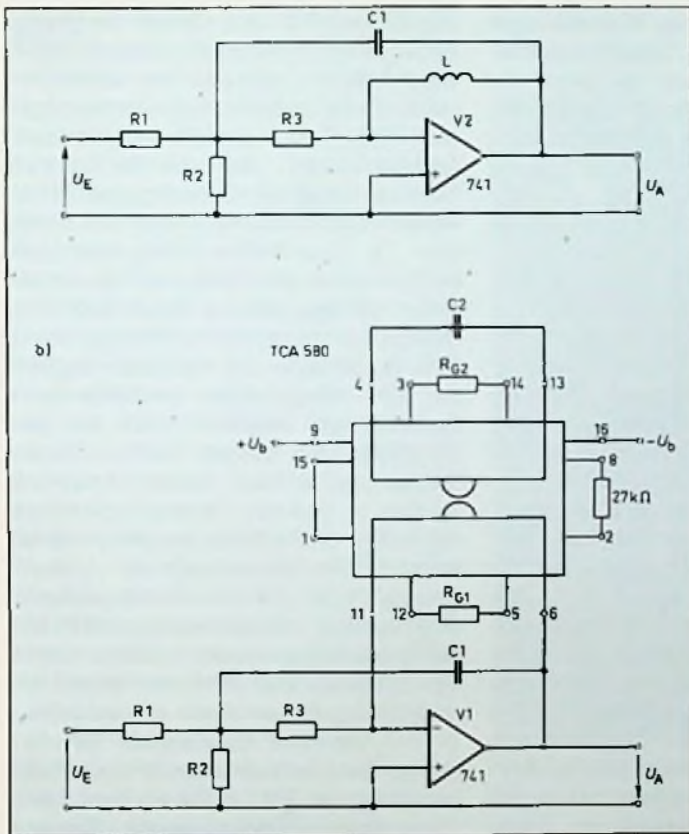 C1
L
R1
R3
V2
−
+
R2
741
U_E
U_A
C2
b)
TCA 580
R_G2
4 3 14 13
+U_b 9 16 −U_b
15 8
27kΩ
1 2
R_G1
11 12 5 6
C1
R1 R3 V1
−
+
R2
741
U_E
U_A